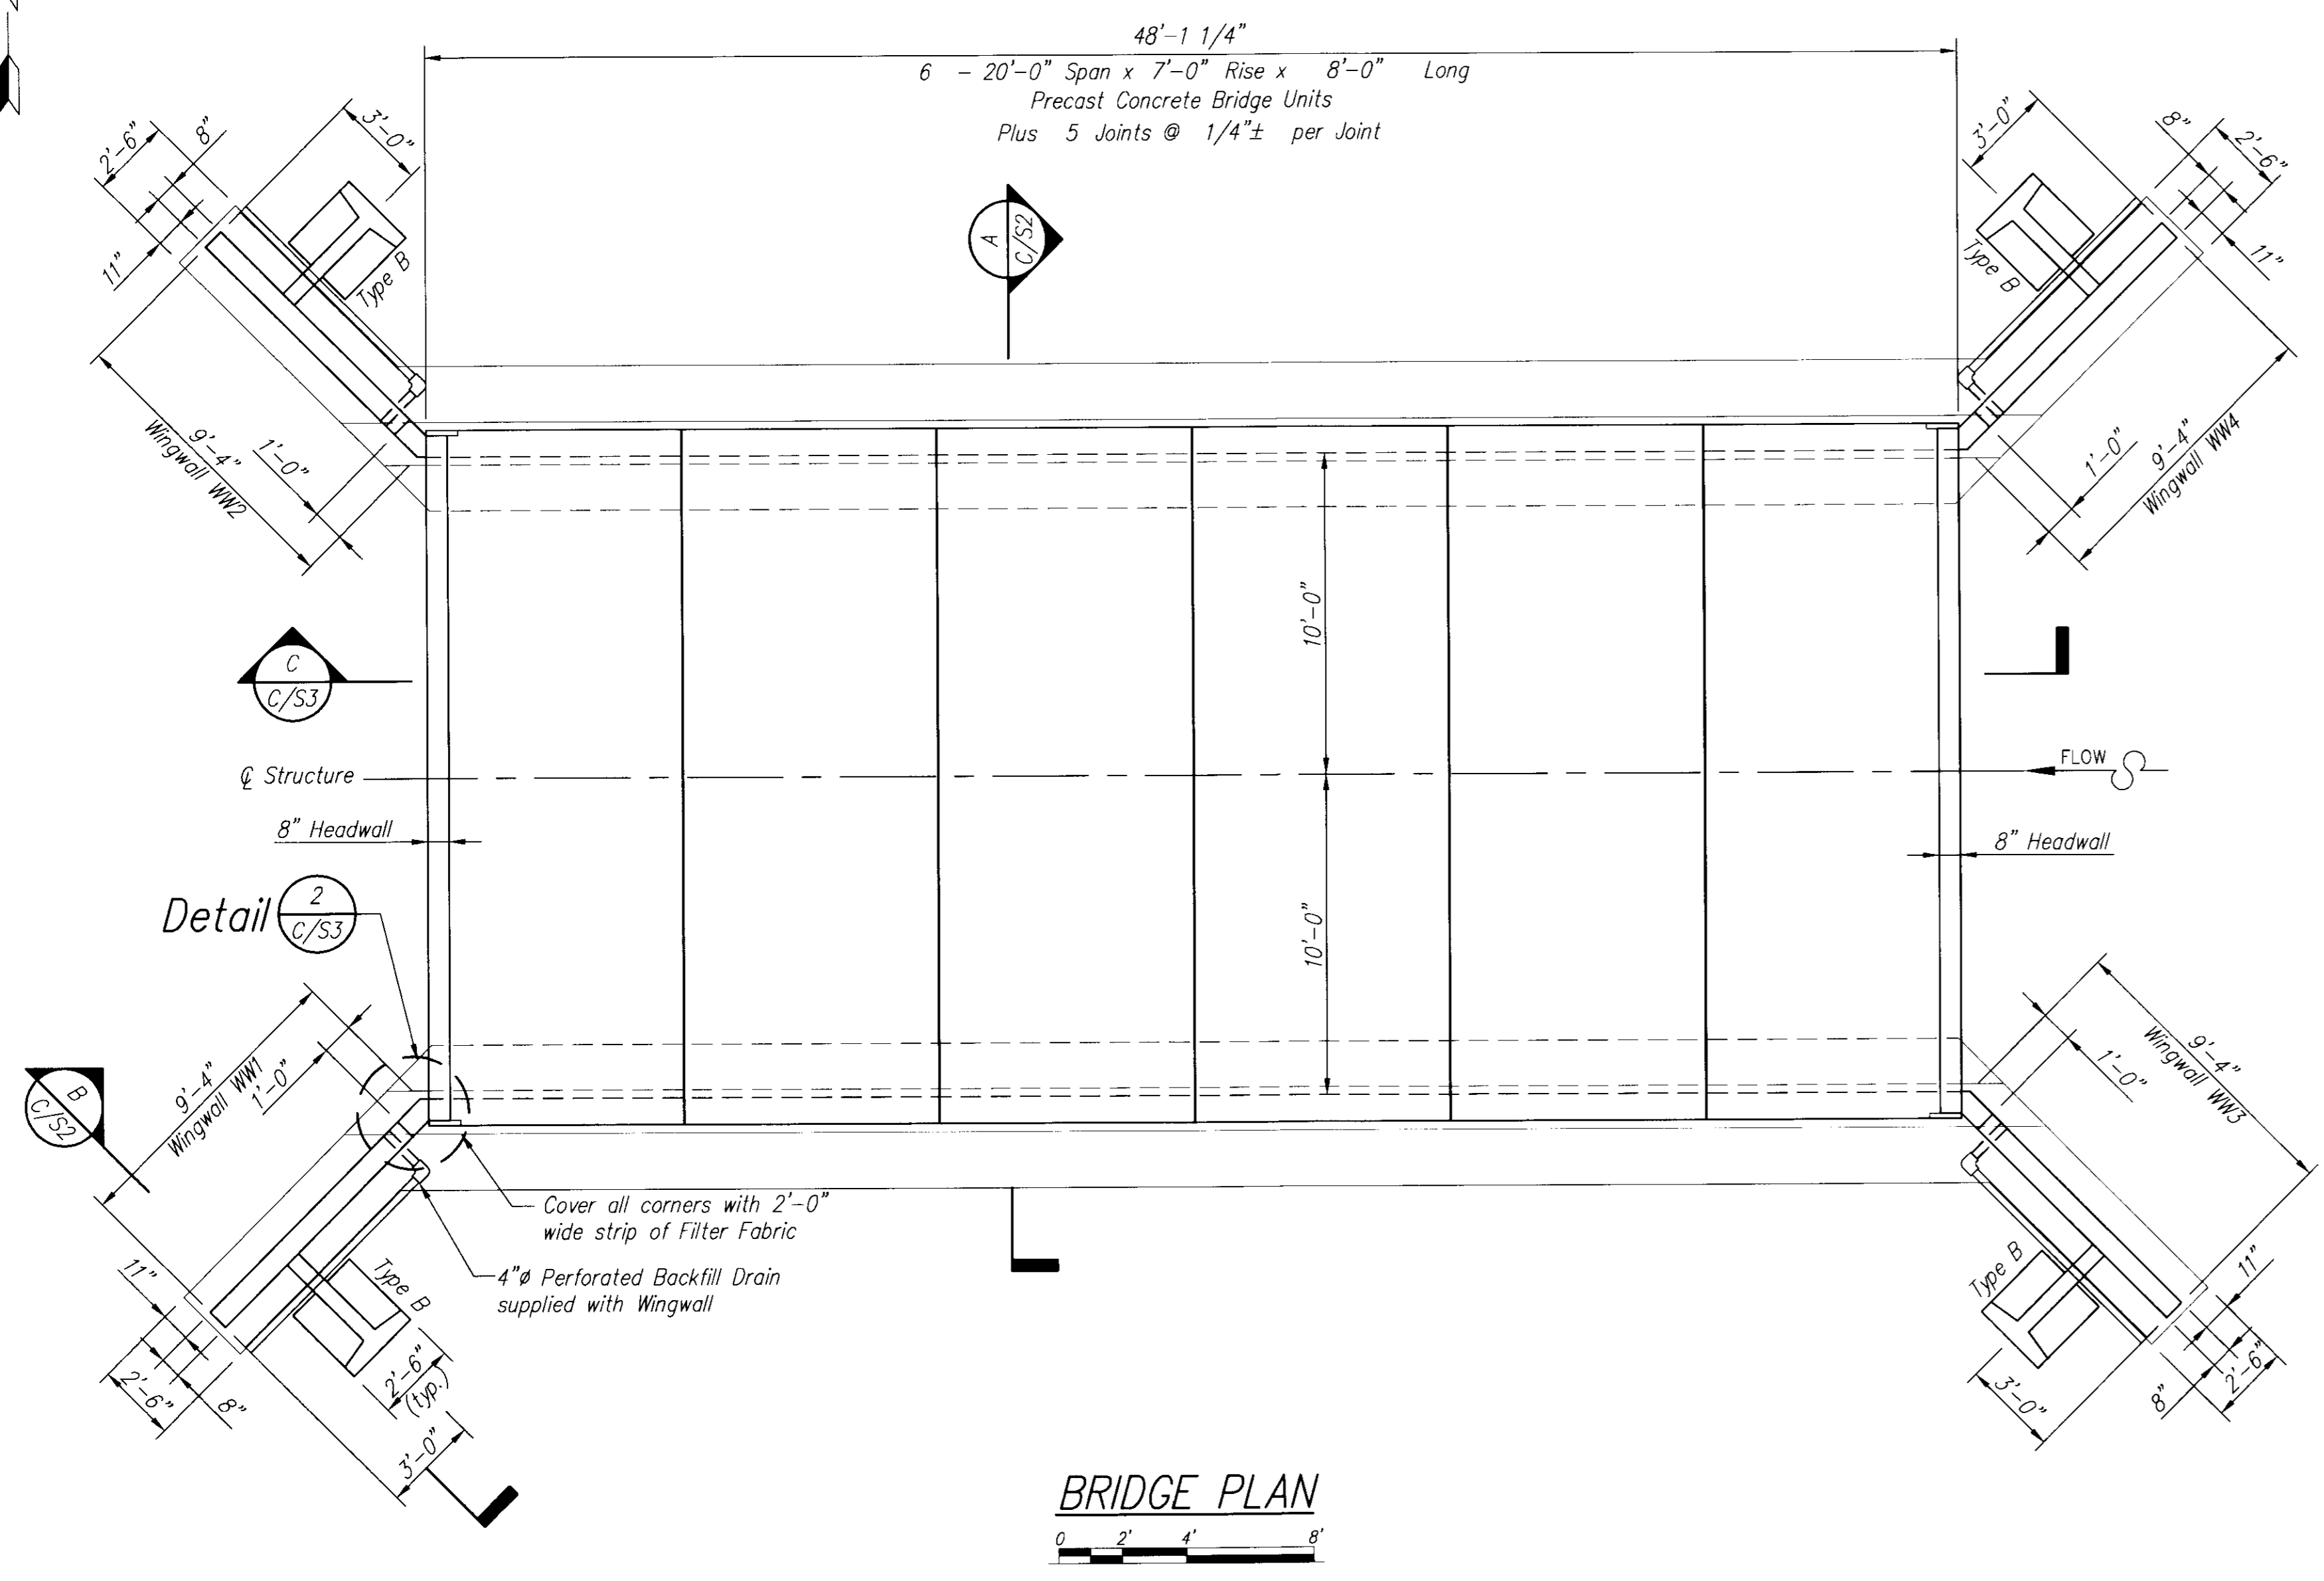 48'-1 1/4"
6 - 20'-0" Span x 7'-0" Rise x 8'-0" Long
Precast Concrete Bridge Units
Plus 5 Joints @ 1/4"± per Joint
2'-6"
8"
3'-0"
11"
Type B
9'-4"
Wingwall WW2
1'-0"
A
C/S2
3'-0"
8"
2'-6"
11"
Type B
1'-0"
9'-4"
Wingwall WW4
10'-0"
C
C/S3
℄ Structure
FLOW
8" Headwall
8" Headwall
Detail
2
C/S3
10'-0"
B
C/S2
9'-4"
Wingwall WW1
1'-0"
9'-4"
Wingwall WW3
1'-0"
Cover all corners with 2'-0"
wide strip of Filter Fabric
4"ø Perforated Backfill Drain
supplied with Wingwall
11"
2'-6"
8"
Type B
2'-6"
(typ.)
3'-0"
Type B
11"
2'-6"
8"
3'-0"
BRIDGE PLAN
0 2' 4' 8'